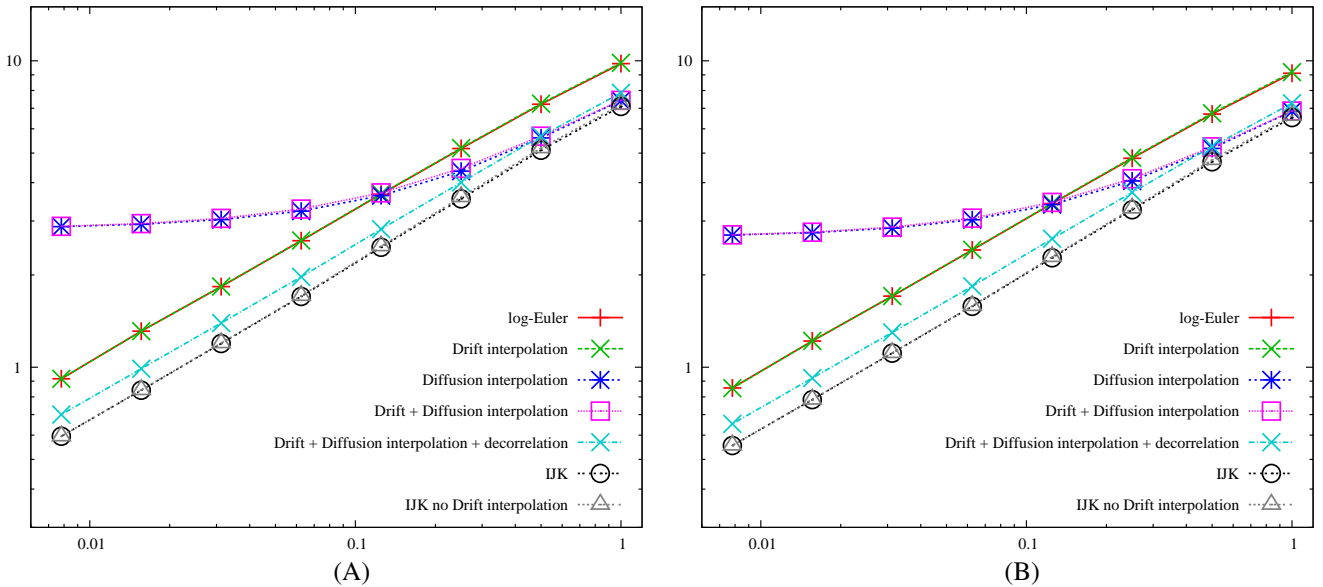 10
1
log-Euler
Drift interpolation
Diffusion interpolation
Drift + Diffusion interpolation
Drift + Diffusion interpolation + decorrelation
IJK
IJK no Drift interpolation
0.01
0.1
1
(A)
10
1
log-Euler
Drift interpolation
Diffusion interpolation
Drift + Diffusion interpolation
Drift + Diffusion interpolation + decorrelation
IJK
IJK no Drift interpolation
0.01
0.1
1
(B)